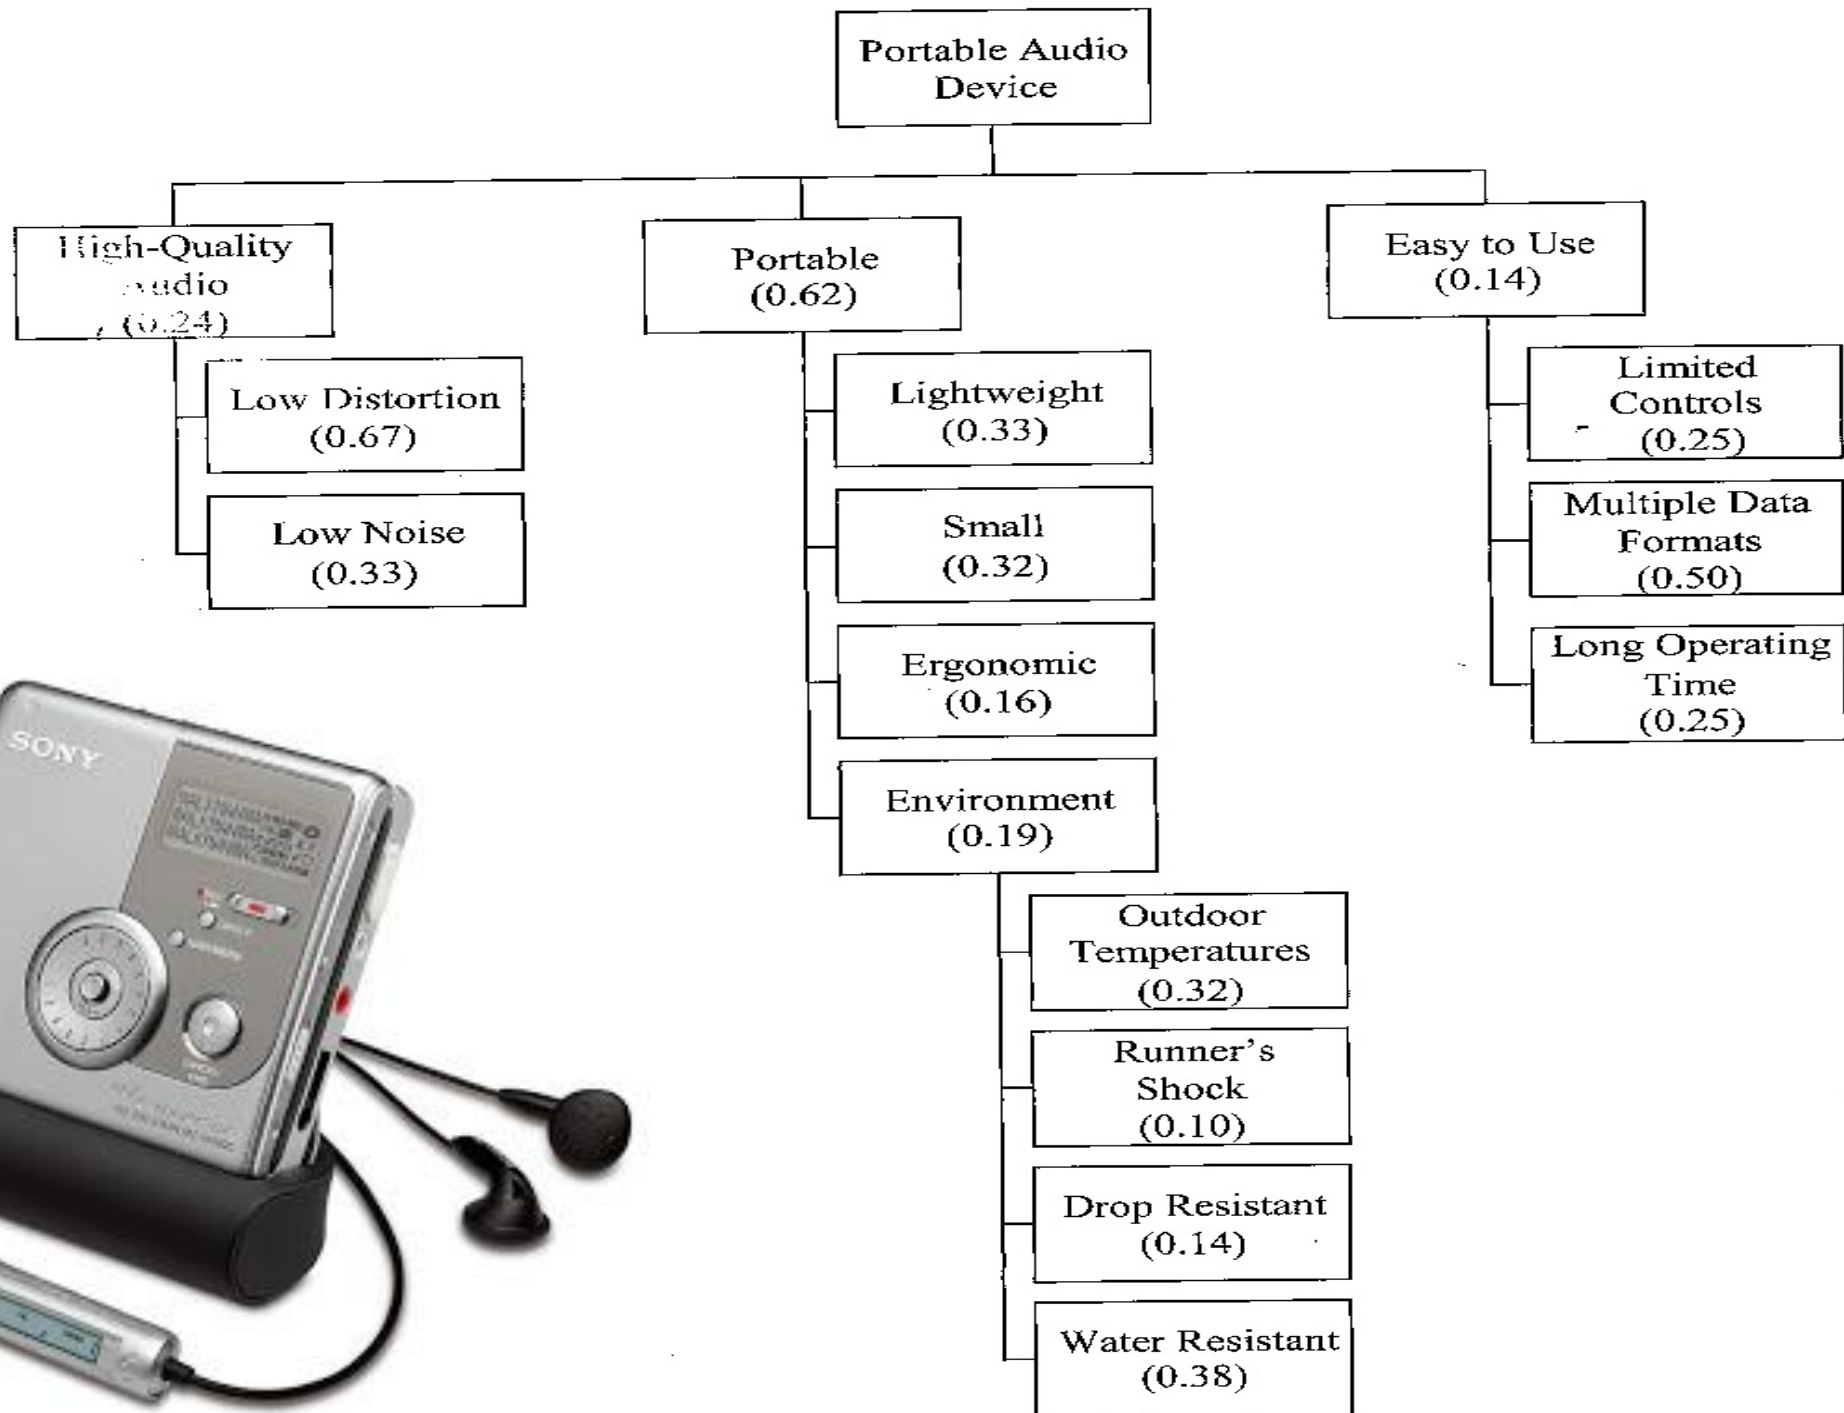 Portable Audio
Device
High-Quality
Audio
(0.24)
Low Distortion
(0.67)
Low Noise
(0.33)
Portable
(0.62)
Lightweight
(0.33)
Small
(0.32)
Ergonomic
(0.16)
Environment
(0.19)
Outdoor
Temperatures
(0.32)
Runner's
Shock
(0.10)
Drop Resistant
(0.14)
Water Resistant
(0.38)
Easy to Use
(0.14)
Limited
Controls
(0.25)
Multiple Data
Formats
(0.50)
Long Operating
Time
(0.25)
SONY